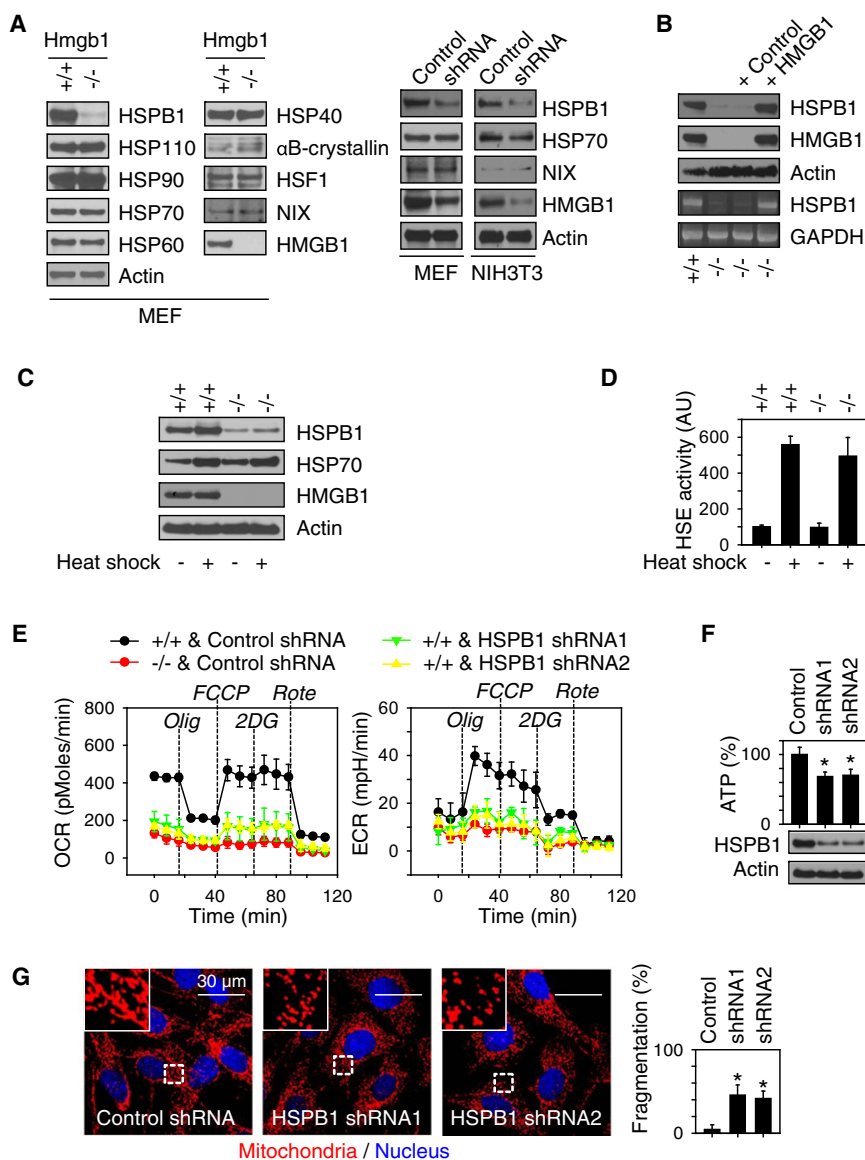 A
Hmgb1
+/+ -/-
HSPB1
HSP110
HSP90
HSP70
HSP60
Actin
Hmgb1
+/+ -/-
HSP40
αB-crystallin
HSF1
NIX
HMGB1
MEF
Control shRNA Control shRNA
HSPB1
HSP70
NIX
HMGB1
Actin
MEF NIH3T3
B
+ Control + HMGB1
HSPB1
HMGB1
Actin
HSPB1
GAPDH
+/+ -/- -/- -/-
C
+/+ +/+ -/- -/-
HSPB1
HSP70
HMGB1
Actin
Heat shock - + - +
D
+/+ +/+ -/- -/-
HSE activity (AU)
600
400
200
0
Heat shock - + - +
E
+/+ & Control shRNA
-/- & Control shRNA
+/+ & HSPB1 shRNA1
+/+ & HSPB1 shRNA2
FCCP Rote
Olig 2DG
OCR (pMoles/min)
800
600
400
200
0
0 40 80 120
Time (min)
FCCP Rote
Olig 2DG
ECR (mpH/min)
60
40
20
0
0 40 80 120
Time (min)
F
Control shRNA1 shRNA2
ATP (%)
100
0
* *
HSPB1
Actin
G
30 µm
Control shRNA
HSPB1 shRNA1
HSPB1 shRNA2
Mitochondria / Nucleus
Control shRNA1 shRNA2
Fragmentation (%)
100
0
* *